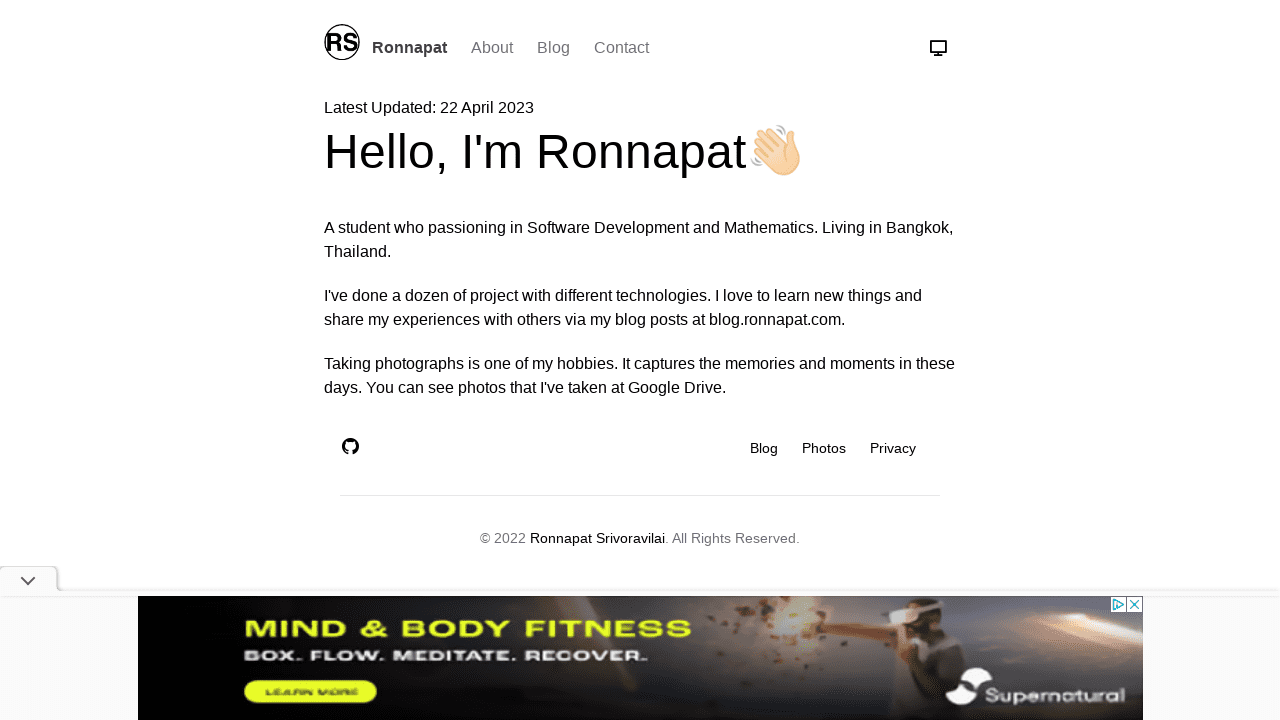 RS
Ronnapat About Blog Contact
Latest Updated: 22 April 2023
Hello, I'm Ronnapat👋🏻
A student who passioning in Software Development and Mathematics. Living in Bangkok,
Thailand.
I've done a dozen of project with different technologies. I love to learn new things and
share my experiences with others via my blog posts at blog.ronnapat.com.
Taking photographs is one of my hobbies. It captures the memories and moments in these
days. You can see photos that I've taken at Google Drive.
Blog Photos Privacy
© 2022 Ronnapat Srivoravilai. All Rights Reserved.
MIND & BODY FITNESS
BOX. FLOW. MEDITATE. RECOVER.
LEARN MORE
Supernatural